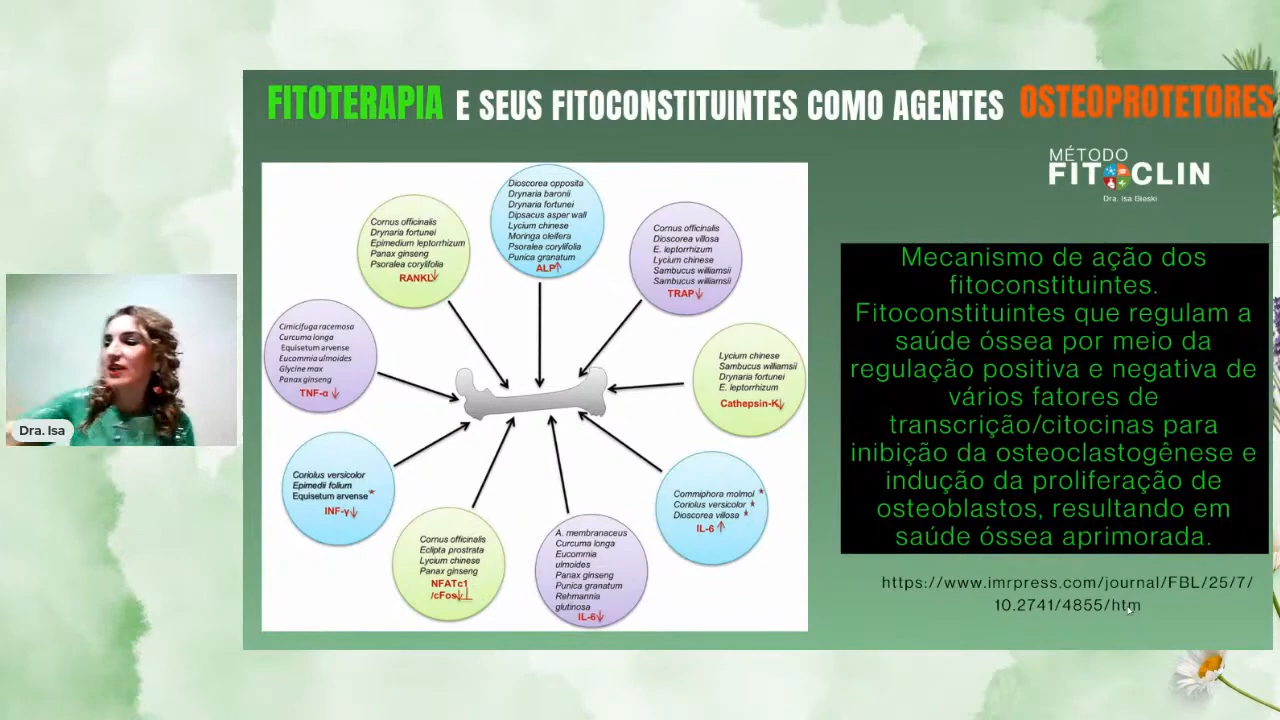 FITOTERAPIA E SEUS FITOCONSTITUINTES COMO AGENTES OSTEOPROTETORES
MÉTODO
FITOCLIN
Dra. Isa Bieski
Dioscorea opposita
Drynaria baronii
Drynaria fortunei
Dipsacus asper wall
Lycium chinese
Moringa oleifera
Psoralea corylifolia
Punica granatum
ALP↑
Cornus officinalis
Drynaria fortunei
Epimedium leptorrhizum
Panax ginseng
Psoralea corylifolia
RANKL↓
Cornus officinalis
Dioscorea villosa
E. leptorrhizum
Lycium chinese
Sambucus williamsii
Sambucus williamsii
TRAP↓
Cimicifuga racemosa
Curcuma longa
Equisetum arvense
Eucommia ulmoides
Glycine max
Panax ginseng
TNF-α ↓
Lycium chinese
Sambucus williamsii
Drynaria fortunei
E. leptorrhizum
Cathepsin-K↓
Coriolus versicolor
Epimedii folium
Equisetum arvense *
INF-γ↓
Commiphora molmol *
Coriolus versicolor *
Dioscorea villosa *
IL-6 ↑
Cornus officinalis
Eclipta prostrata
Lycium chinese
Panax ginseng
NFATc1
/cFos↓
A. membranaceus
Curcuma longa
Eucommia
ulmoides
Panax ginseng
Punica granatum
Rehmannia
glutinosa
IL-6↓
Mecanismo de ação dos
fitoconstituintes.
Fitoconstituintes que regulam a
saúde óssea por meio da
regulação positiva e negativa de
vários fatores de
transcrição/citocinas para
inibição da osteoclastogênese e
indução da proliferação de
osteoblastos, resultando em
saúde óssea aprimorada.
https://www.imrpress.com/journal/FBL/25/7/
10.2741/4855/htm
Dra. Isa